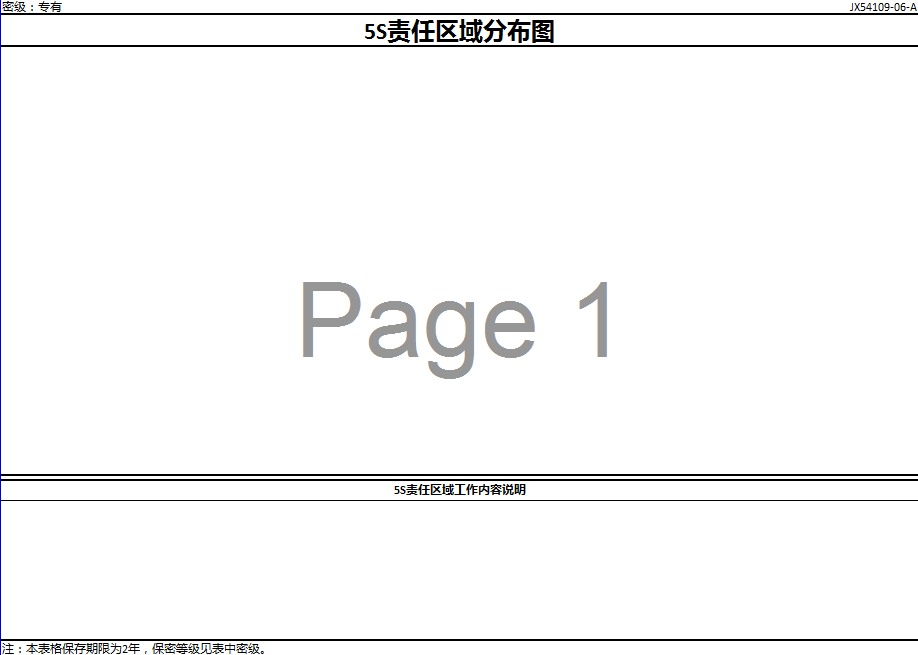 密级：专有
JX54109-06-A
5S责任区域分布图
Page 1
5S责任区域工作内容说明
注：本表格保存期限为2年，保密等级见表中密级。